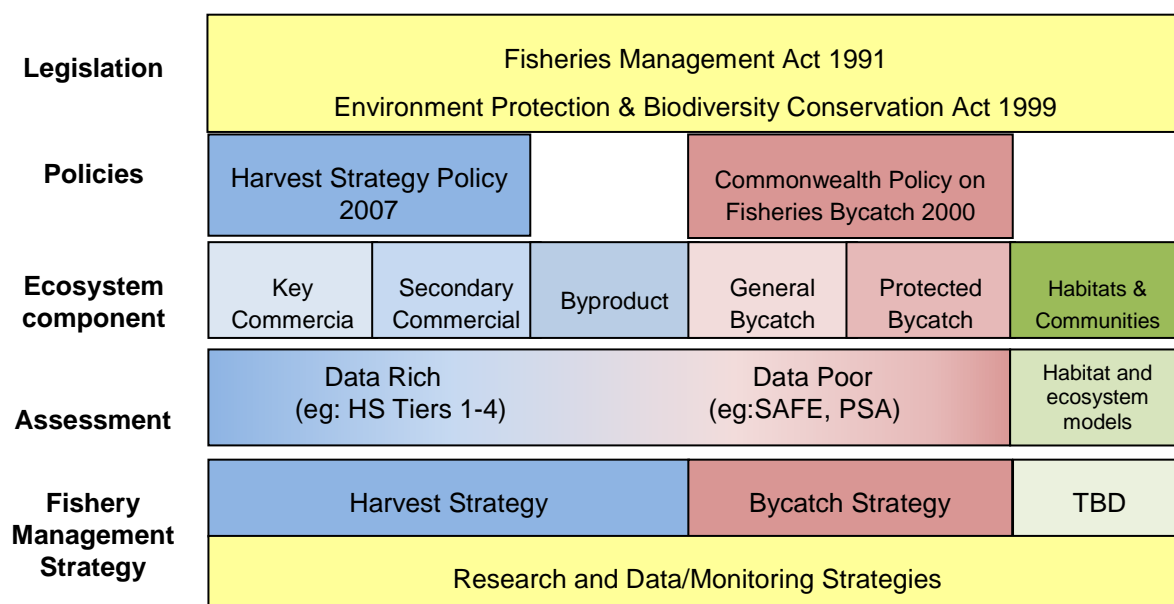 Legislation
Fisheries Management Act 1991
Environment Protection & Biodiversity Conservation Act 1999
Policies
Harvest Strategy Policy
2007
Commonwealth Policy on
Fisheries Bycatch 2000
Ecosystem
component
Key
Commercia
Secondary
Commercial
Byproduct
General
Bycatch
Protected
Bycatch
Habitats &
Communities
Assessment
Data Rich
(eg: HS Tiers 1-4)
Data Poor
(eg:SAFE, PSA)
Habitat and
ecosystem
models
Fishery
Management
Strategy
Harvest Strategy
Bycatch Strategy
TBD
Research and Data/Monitoring Strategies